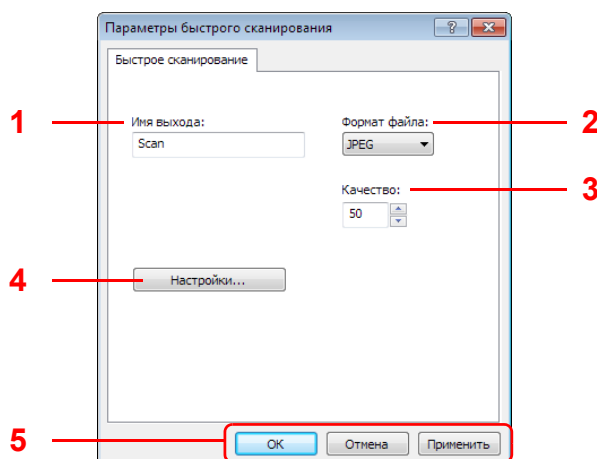 Параметры быстрого сканирования
Быстрое сканирование
1 Имя выхода: Формат файла: 2
Scan JPEG
Качество: 3
50
4 Настройки...
5 OK Отмена Применить